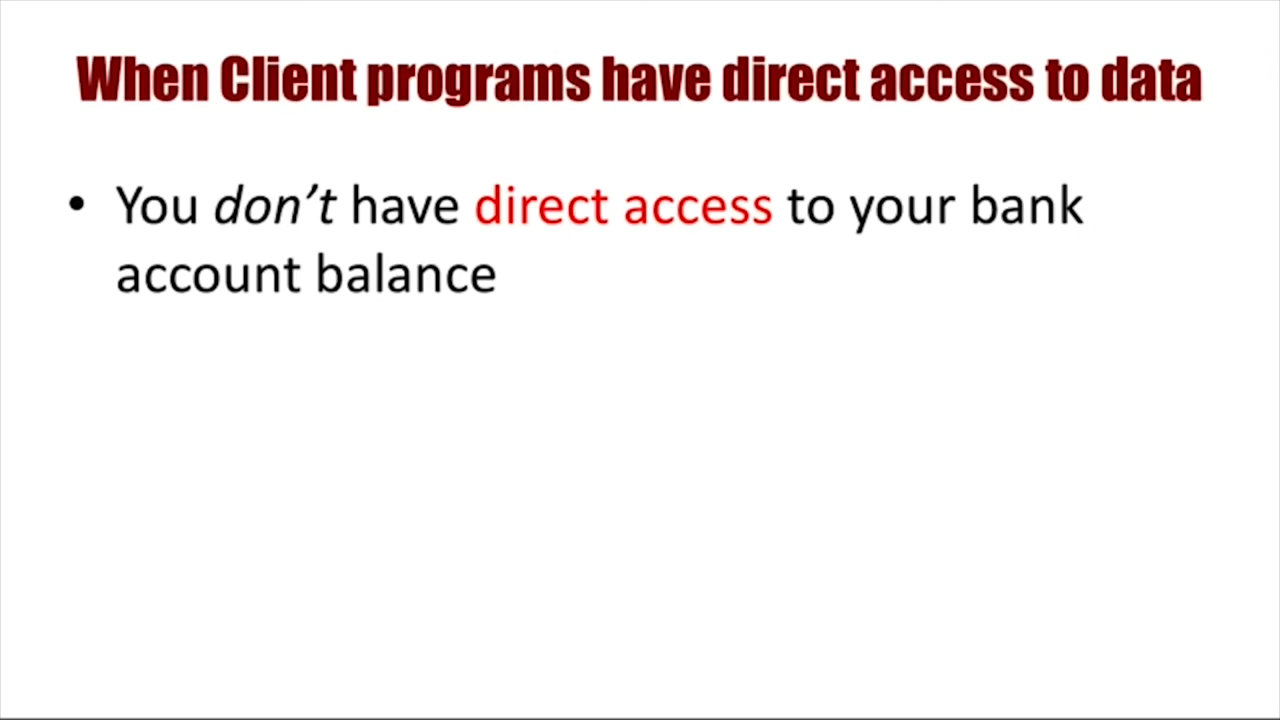 When Client programs have direct access to data
• You don't have direct access to your bank
account balance